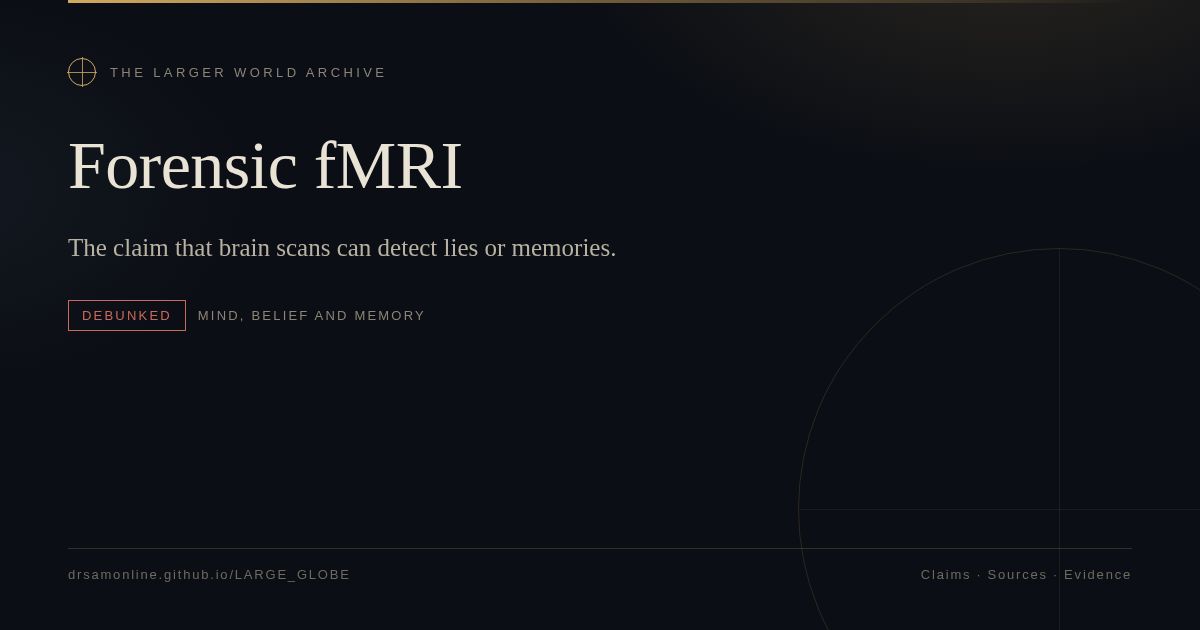 THE LARGER WORLD ARCHIVE
Forensic fMRI
The claim that brain scans can detect lies or memories.
DEBUNKED MIND, BELIEF AND MEMORY
drsamonline.github.io/LARGE_GLOBE Claims · Sources · Evidence